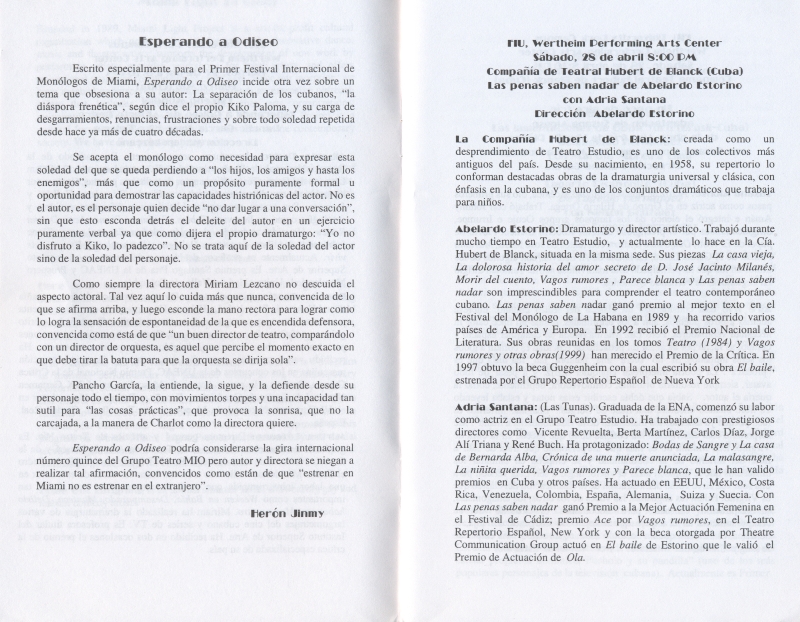 Esperando a Odiseo
Escrito especialmente para el Primer Festival Internacional de
Monólogos de Miami, Esperando a Odiseo incide otra vez sobre un
tema que obsesiona a su autor: La separación de los cubanos, “la
diáspora frenética”, según dice el propio Kiko Paloma, y su carga de
desgarramientos, renuncias, frustraciones y sobre todo soledad repetida
desde hace ya más de cuatro décadas.
Se acepta el monólogo como necesidad para expresar esta
soledad del que se queda perdiendo a “los hijos, los amigos y hasta los
enemigos”, más que como un propósito puramente formal u
oportunidad para demostrar las capacidades histriónicas del actor. No es
el autor, es el personaje quien decide “no dar lugar a una conversación”,
sin que esto esconda detrás el deleite del autor en un ejercicio
puramente verbal ya que como dijera el propio dramaturgo: “Yo no
disfruto a Kiko, lo padezco”. No se trata aquí de la soledad del actor
sino de la soledad del personaje.
Como siempre la directora Miriam Lezcano no descuida el
aspecto actoral. Tal vez aquí lo cuida más que nunca, convencida de lo
que se afirma arriba, y luego esconde la mano rectora para lograr como
lo logra la sensación de espontaneidad de la que es encendida defensora,
convencida como está de que “un buen director de teatro, comparándolo
con un director de orquesta, es aquel que percibe el momento exacto en
que debe tirar la batuta para que la orquesta se dirija sola”.
Pancho García, la entiende, la sigue, y la defiende desde su
personaje todo el tiempo, con movimientos torpes y una incapacidad tan
sutil para “las cosas prácticas”, que provoca la sonrisa, que no la
carcajada, a la manera de Charlot como la directora quiere.
Esperando a Odiseo podría considerarse la gira internacional
número quince del Grupo Teatro MIO pero autor y directora se niegan a
realizar tal afirmación, convencidos como están de que “estrenar en
Miami no es estrenar en el extranjero”.
Herón Jinmy
FIU, Wertheim Performing Arts Center
Sábado, 28 de abril 8:00 PM
Compañía de Teatral Hubert de Blanck (Cuba)
Las penas saben nadar de Abelardo Estorino
con Adria Santana
Dirección Abelardo Estorino
La Compañía Hubert de Blanck: creada como un
desprendimiento de Teatro Estudio, es uno de los colectivos más
antiguos del país. Desde su nacimiento, en 1958, su repertorio lo
conforman destacadas obras de la dramaturgia universal y clásica, con
énfasis en la cubana, y es uno de los conjuntos dramáticos que trabaja
para niños.
Abelardo Estorino: Dramaturgo y director artístico. Trabajó durante
mucho tiempo en Teatro Estudio, y actualmente lo hace en la Cía.
Hubert de Blanck, situada en la misma sede. Sus piezas La casa vieja,
La dolorosa historia del amor secreto de D. José Jacinto Milanés,
Morir del cuento, Vagos rumores , Parece blanca y Las penas saben
nadar son imprescindibles para comprender el teatro contemporáneo
cubano. Las penas saben nadar ganó premio al mejor texto en el
Festival del Monólogo de La Habana en 1989 y ha recorrido varios
países de América y Europa. En 1992 recibió el Premio Nacional de
Literatura. Sus obras reunidas en los tomos Teatro (1984) y Vagos
rumores y otras obras(1999) han merecido el Premio de la Crítica. En
1997 obtuvo la beca Guggenheim con la cual escribió su obra El baile,
estrenada por el Grupo Repertorio Español de Nueva York
Adria Santana: (Las Tunas). Graduada de la ENA, comenzó su labor
como actriz en el Grupo Teatro Estudio. Ha trabajado con prestigiosos
directores como Vicente Revuelta, Berta Martínez, Carlos Díaz, Jorge
Alí Triana y René Buch. Ha protagonizado: Bodas de Sangre y La casa
de Bernarda Alba, Crónica de una muerte anunciada, La malasangre,
La niñita querida, Vagos rumores y Parece blanca, que le han valido
premios en Cuba y otros países. Ha actuado en EEUU, México, Costa
Rica, Venezuela, Colombia, España, Alemania, Suiza y Suecia. Con
Las penas saben nadar ganó Premio a la Mejor Actuación Femenina en
el Festival de Cádiz; premio Ace por Vagos rumores, en el Teatro
Repertorio Español, New York y con la beca otorgada por Theatre
Communication Group actuó en El baile de Estorino que le valió el
Premio de Actuación de Ola.